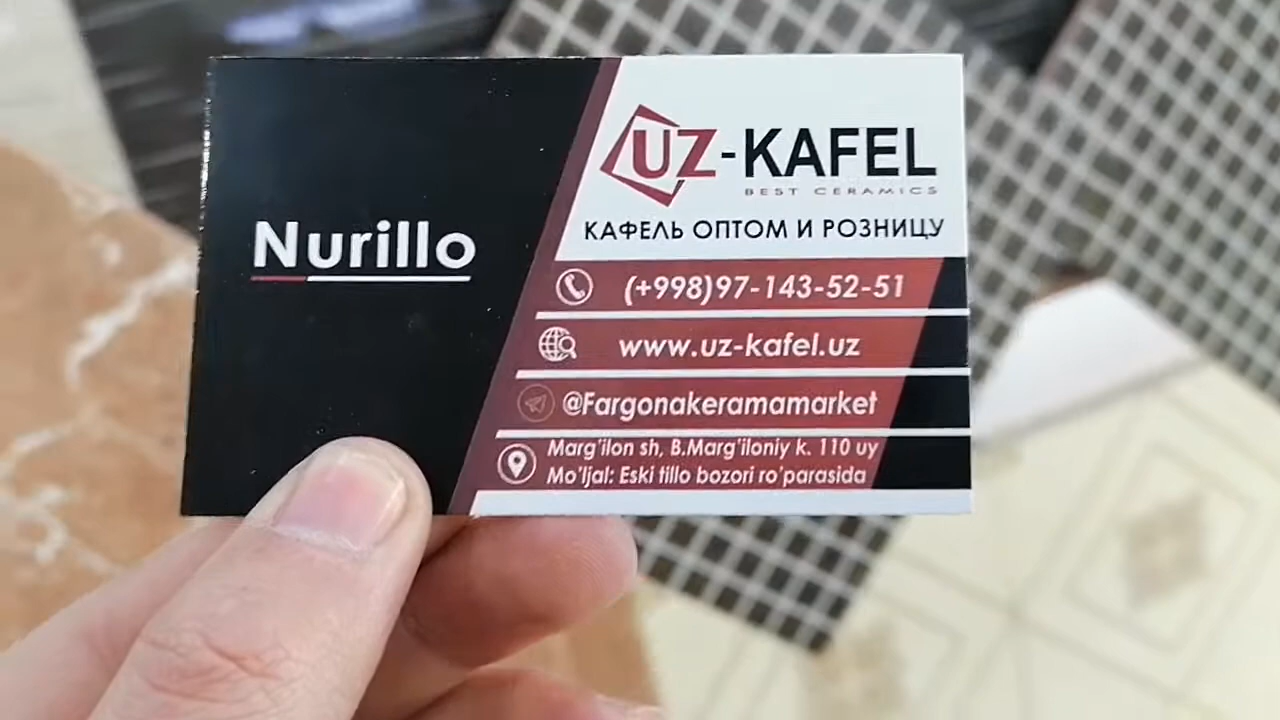 Nurillo
UZ-KAFEL
BEST CERAMICS
КАФЕЛЬ ОПТОМ И РОЗНИЦУ
(+998)97-143-52-51
www.uz-kafel.uz
@Fargonakeramamarket
Marg'ilon sh, B.Marg'iloniy k. 110 uy
Mo'ljal: Eski tillo bozori ro'parasida